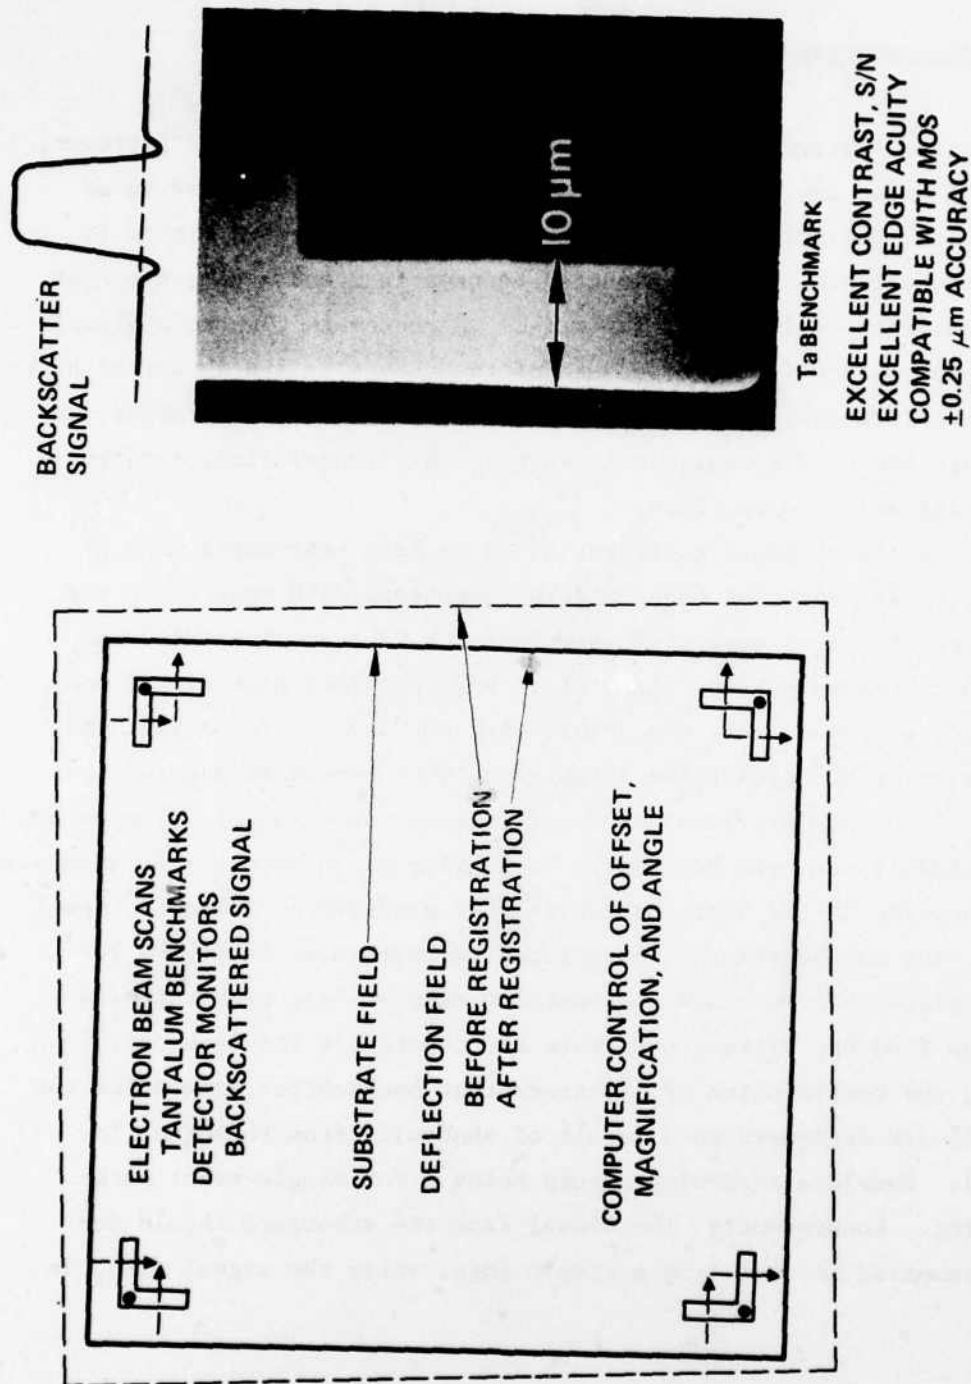 ELECTRON BEAM SCANS
TANTALUM BENCHMARKS
DETECTOR MONITORS
BACKSCATTERED SIGNAL
SUBSTRATE FIELD
DEFLECTION FIELD
BEFORE REGISTRATION
AFTER REGISTRATION
COMPUTER CONTROL OF OFFSET,
MAGNIFICATION, AND ANGLE
BACKSCATTER
SIGNAL
10 μm
Ta BENCHMARK
EXCELLENT CONTRAST, S/N
EXCELLENT EDGE ACUITY
COMPATIBLE WITH MOS
±0.25 μm ACCURACY